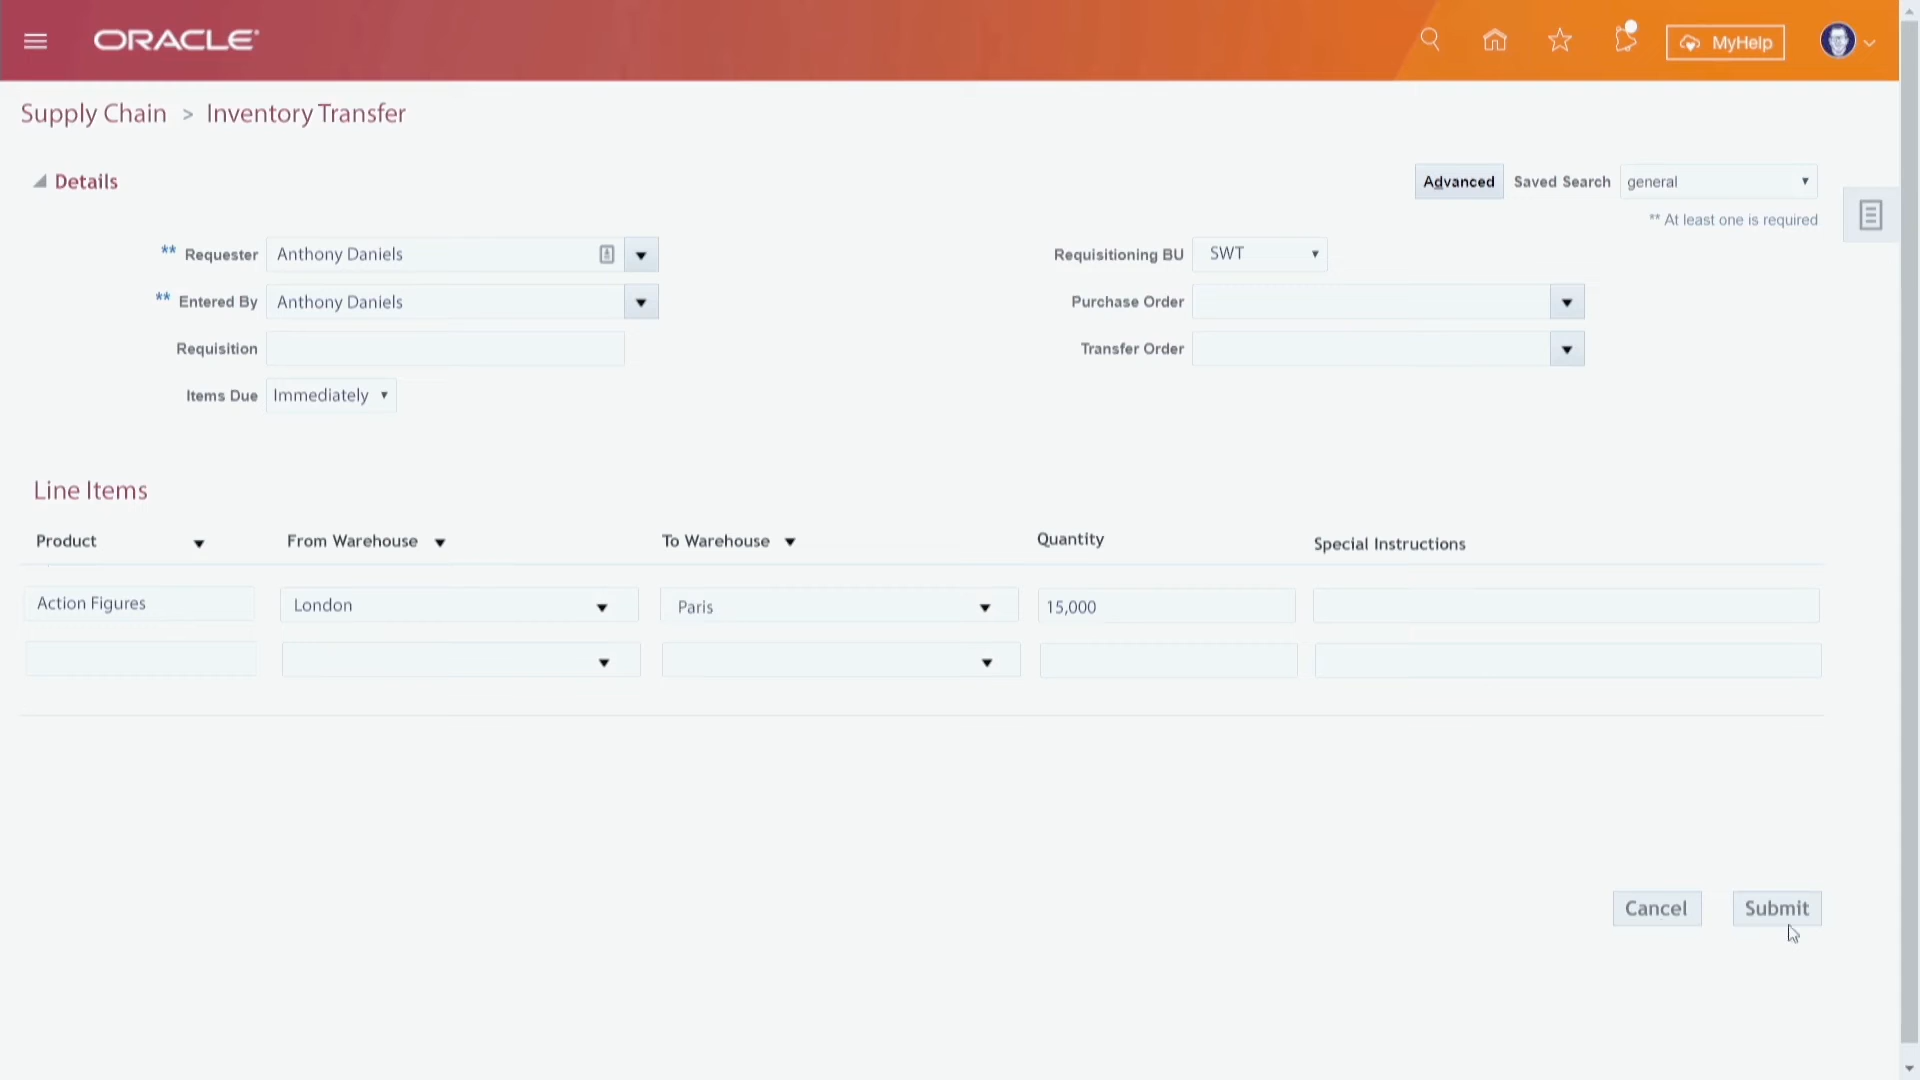 ORACLE
MyHelp
Supply Chain > Inventory Transfer
Details
Advanced Saved Search general
** At least one is required
** Requester Anthony Daniels
Requisitioning BU SWT
** Entered By Anthony Daniels
Purchase Order
Requisition
Transfer Order
Items Due Immediately
Line Items
Product From Warehouse To Warehouse Quantity Special Instructions
Action Figures London Paris 15,000
Cancel Submit